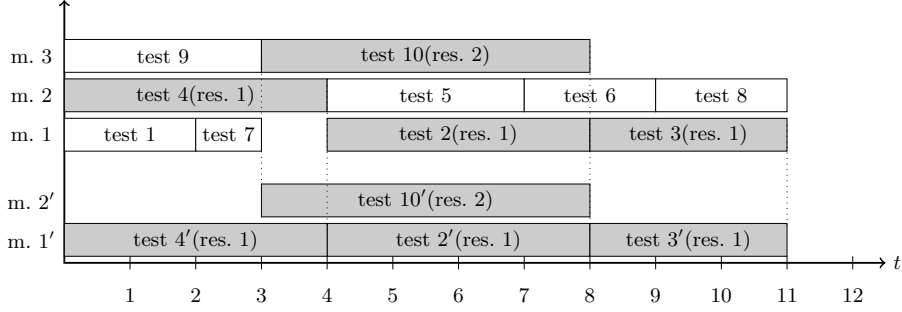 m. 3 test 9 test 10(res. 2)
m. 2 test 4(res. 1) test 5 test 6 test 8
m. 1 test 1 test 7 test 2(res. 1) test 3(res. 1)
m. 2′ test 10′(res. 2)
m. 1′ test 4′(res. 1) test 2′(res. 1) test 3′(res. 1)
t
1 2 3 4 5 6 7 8 9 10 11 12